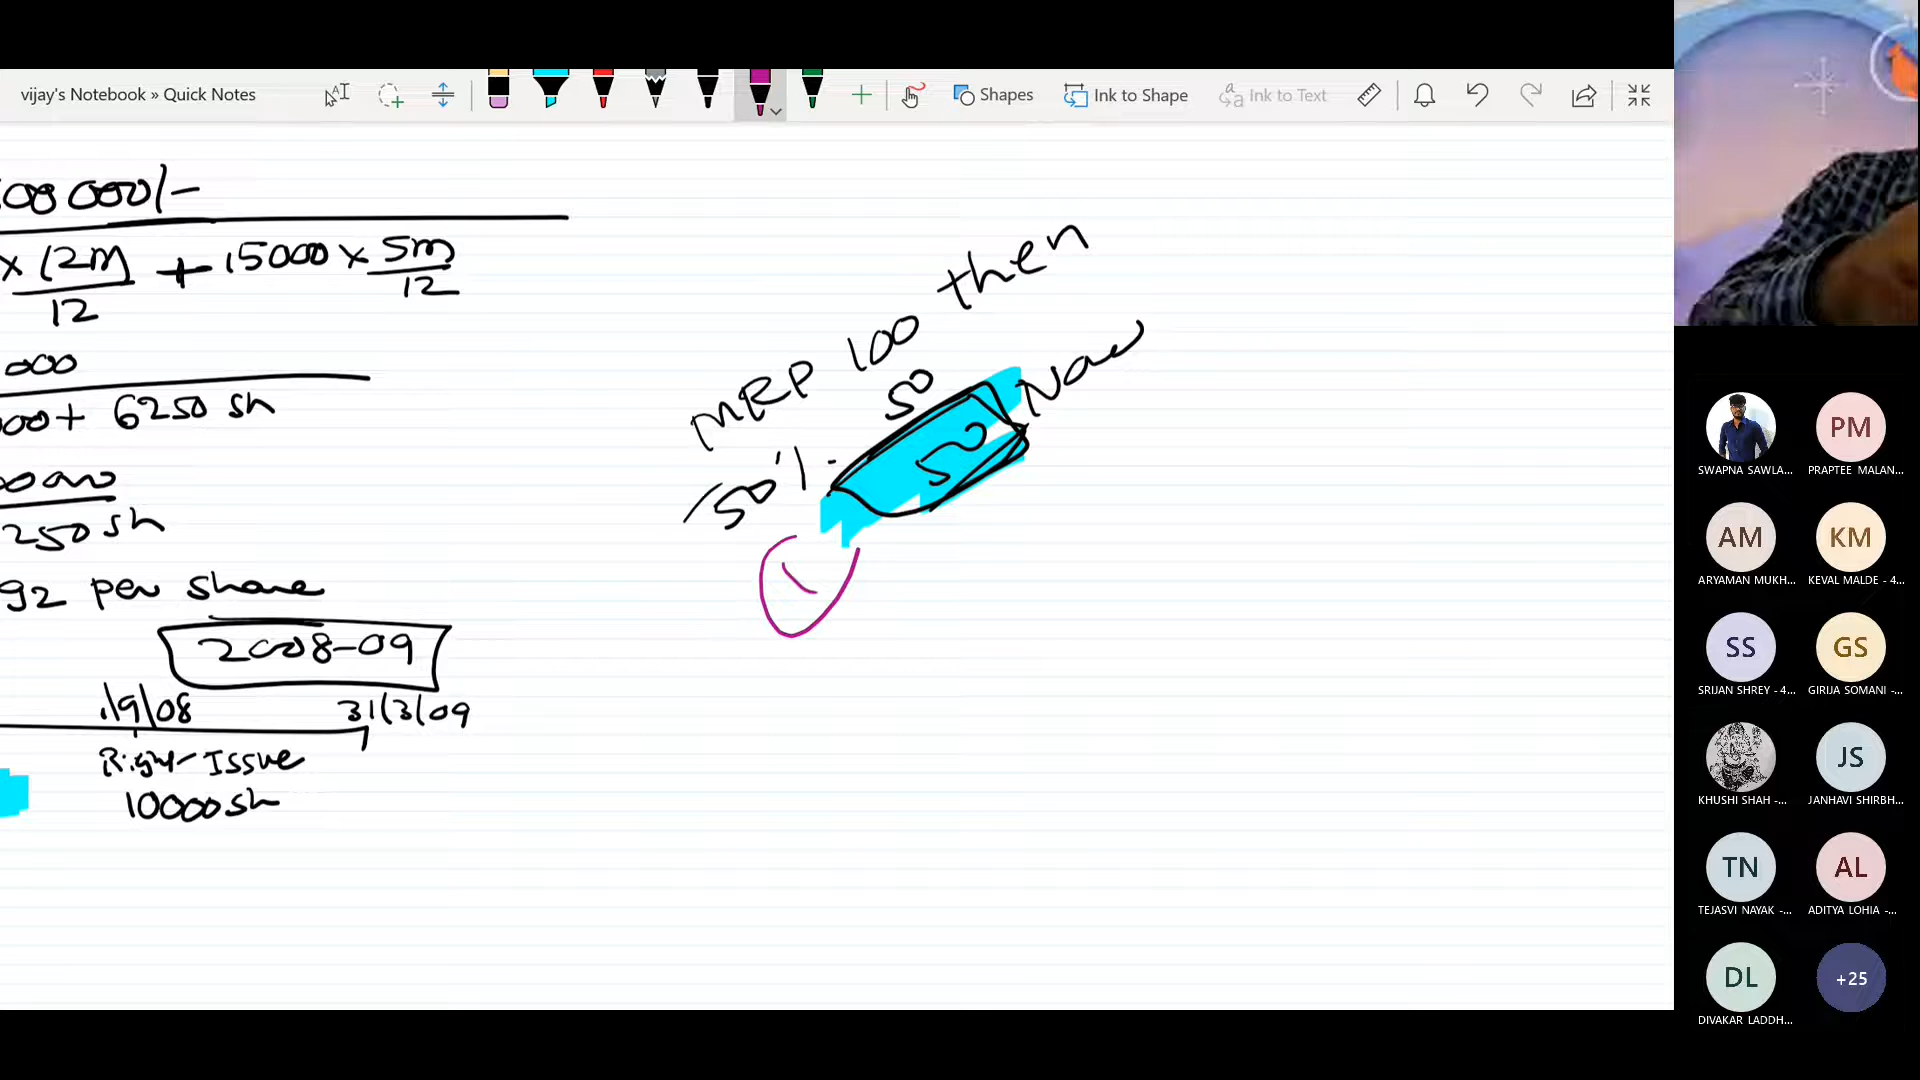 vijay's Notebook » Quick Notes
Shapes
Ink to Shape
Ink to Text
08 000/-
x 12M/12 + 15000 x 5m/12
000
000 + 6250 sh
250 sh
92 per share
2008-09
1/9/08 31/3/09
Right Issue
10000 sh
MRP 100 then
50
50%
50 Now
SWAPNA SAWLA...
PM
PRAPTEE MALAN...
AM
ARYAMAN MUKH...
KM
KEVAL MALDE - 4...
SS
SRIJAN SHREY - 4...
GS
GIRIJA SOMANI -...
KHUSHI SHAH -...
JS
JANHAVI SHIRBH...
TN
TEJASVI NAYAK -...
AL
ADITYA LOHIA -...
DL
DIVAKAR LADDH...
+25